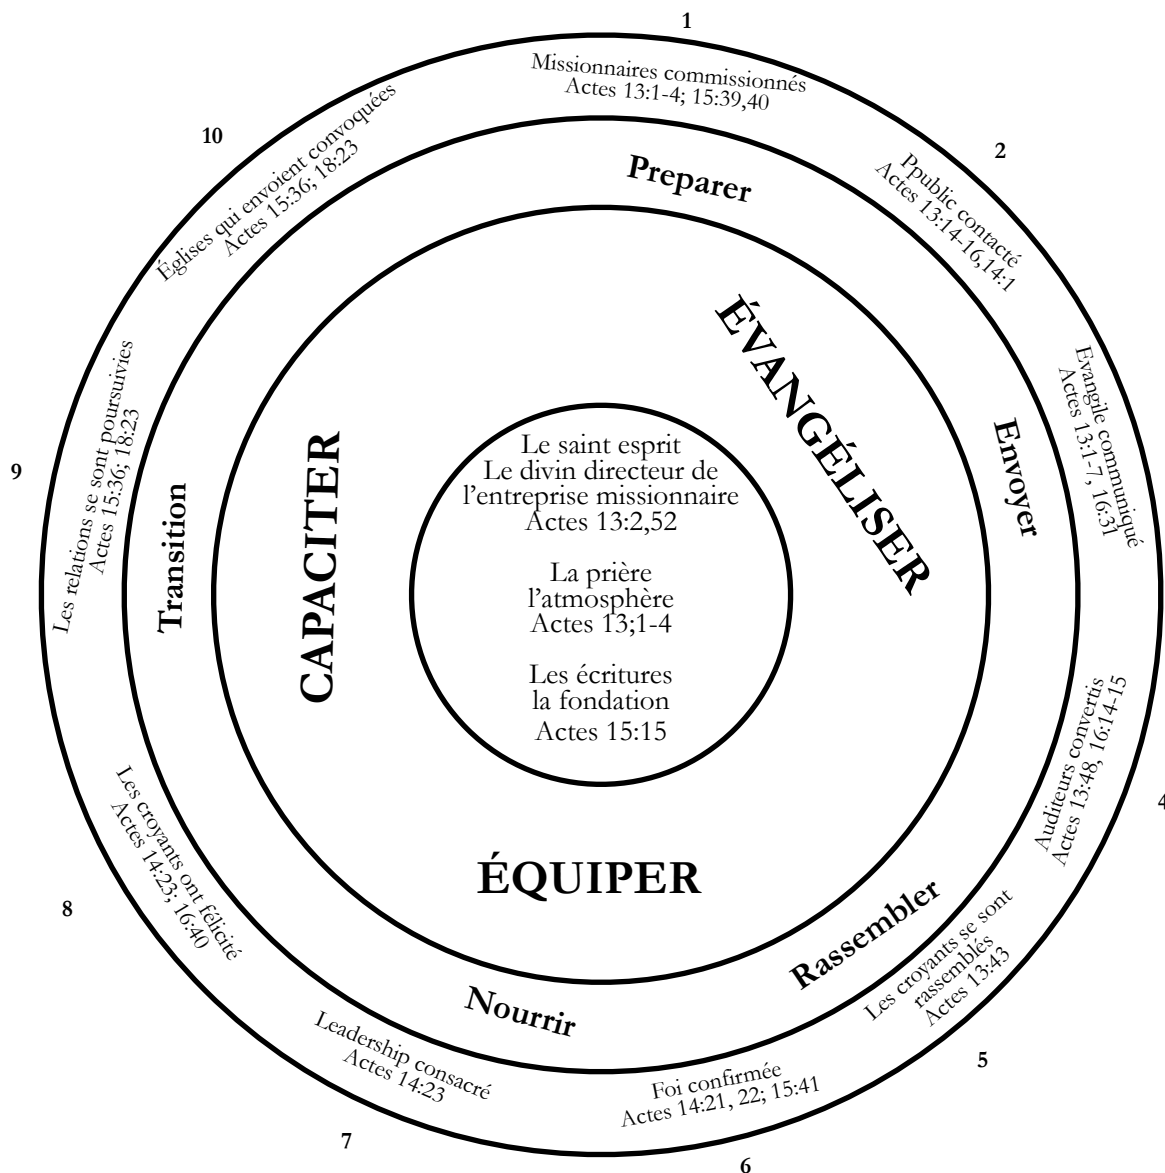 1
Missionnaires commissionnés
Actes 13:1-4; 15:39,40
2
Ppublic contacté
Actes 13:14-16,14:1
Evangile communiqué
Actes 13:1-7, 16:31
4
Auditeurs convertis
Actes 13:48, 16:14-15
5
Les croyants se sont
rassemblés
Actes 13:43
6
Foi confirmée
Actes 14:21, 22; 15:41
7
Leadership consacré
Actes 14:23
8
Les croyants ont félicité
Actes 14:23; 16:40
9
Les relations se sont poursuivies
Actes 15:36; 18:23
10
Églises qui envoient convoquées
Actes 15:36; 18:23
Preparer
Envoyer
Rassembler
Nourrir
Transition
ÉVANGÉLISER
ÉQUIPER
CAPACITER
Le saint esprit
Le divin directeur de
l'entreprise missionnaire
Actes 13:2,52
La prière
l'atmosphère
Actes 13;1-4
Les écritures
la fondation
Actes 15:15